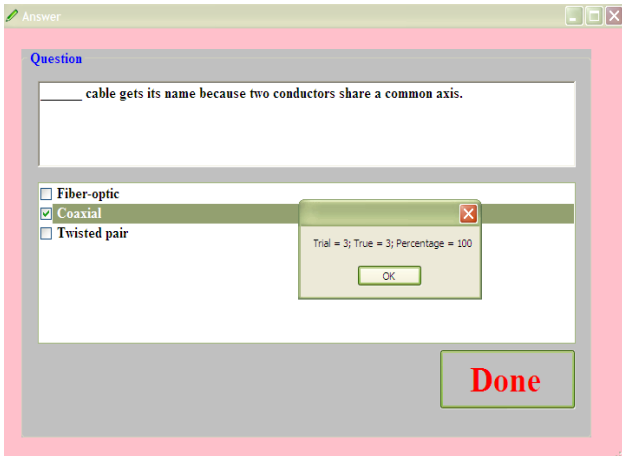 Answer
Question
______ cable gets its name because two conductors share a common axis.
Fiber-optic
Coaxial
Twisted pair
Trial = 3; True = 3; Percentage = 100
OK
Done